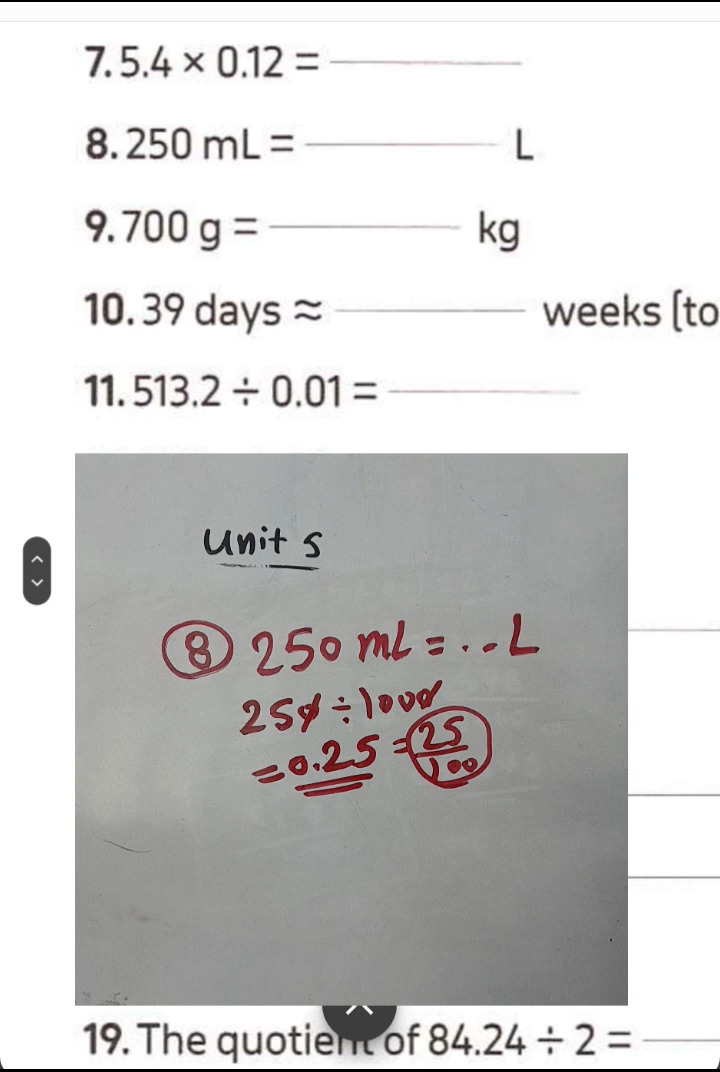 7. 5.4 × 0.12 =
8. 250 mL = L
9. 700 g = kg
10. 39 days ≈ weeks (to
11. 513.2 ÷ 0.01 =
unit s
8 250 mL = ... L
250 ÷ 1000
= 0.25 = 25/100
19. The quotient of 84.24 ÷ 2 =